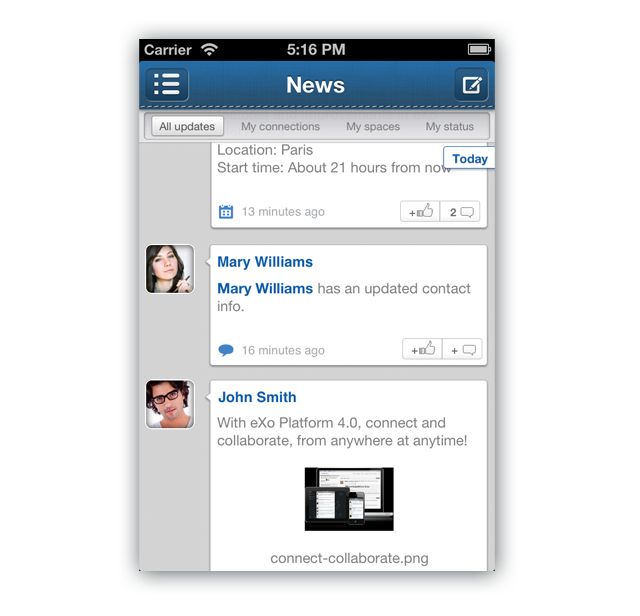 Carrier 5:16 PM
News
All updates My connections My spaces My status
Location: Paris
Today
Start time: About 21 hours from now
13 minutes ago + 2
Mary Williams
Mary Williams has an updated contact
info.
16 minutes ago + +
John Smith
With eXo Platform 4.0, connect and
collaborate, from anywhere at anytime!
connect-collaborate.png